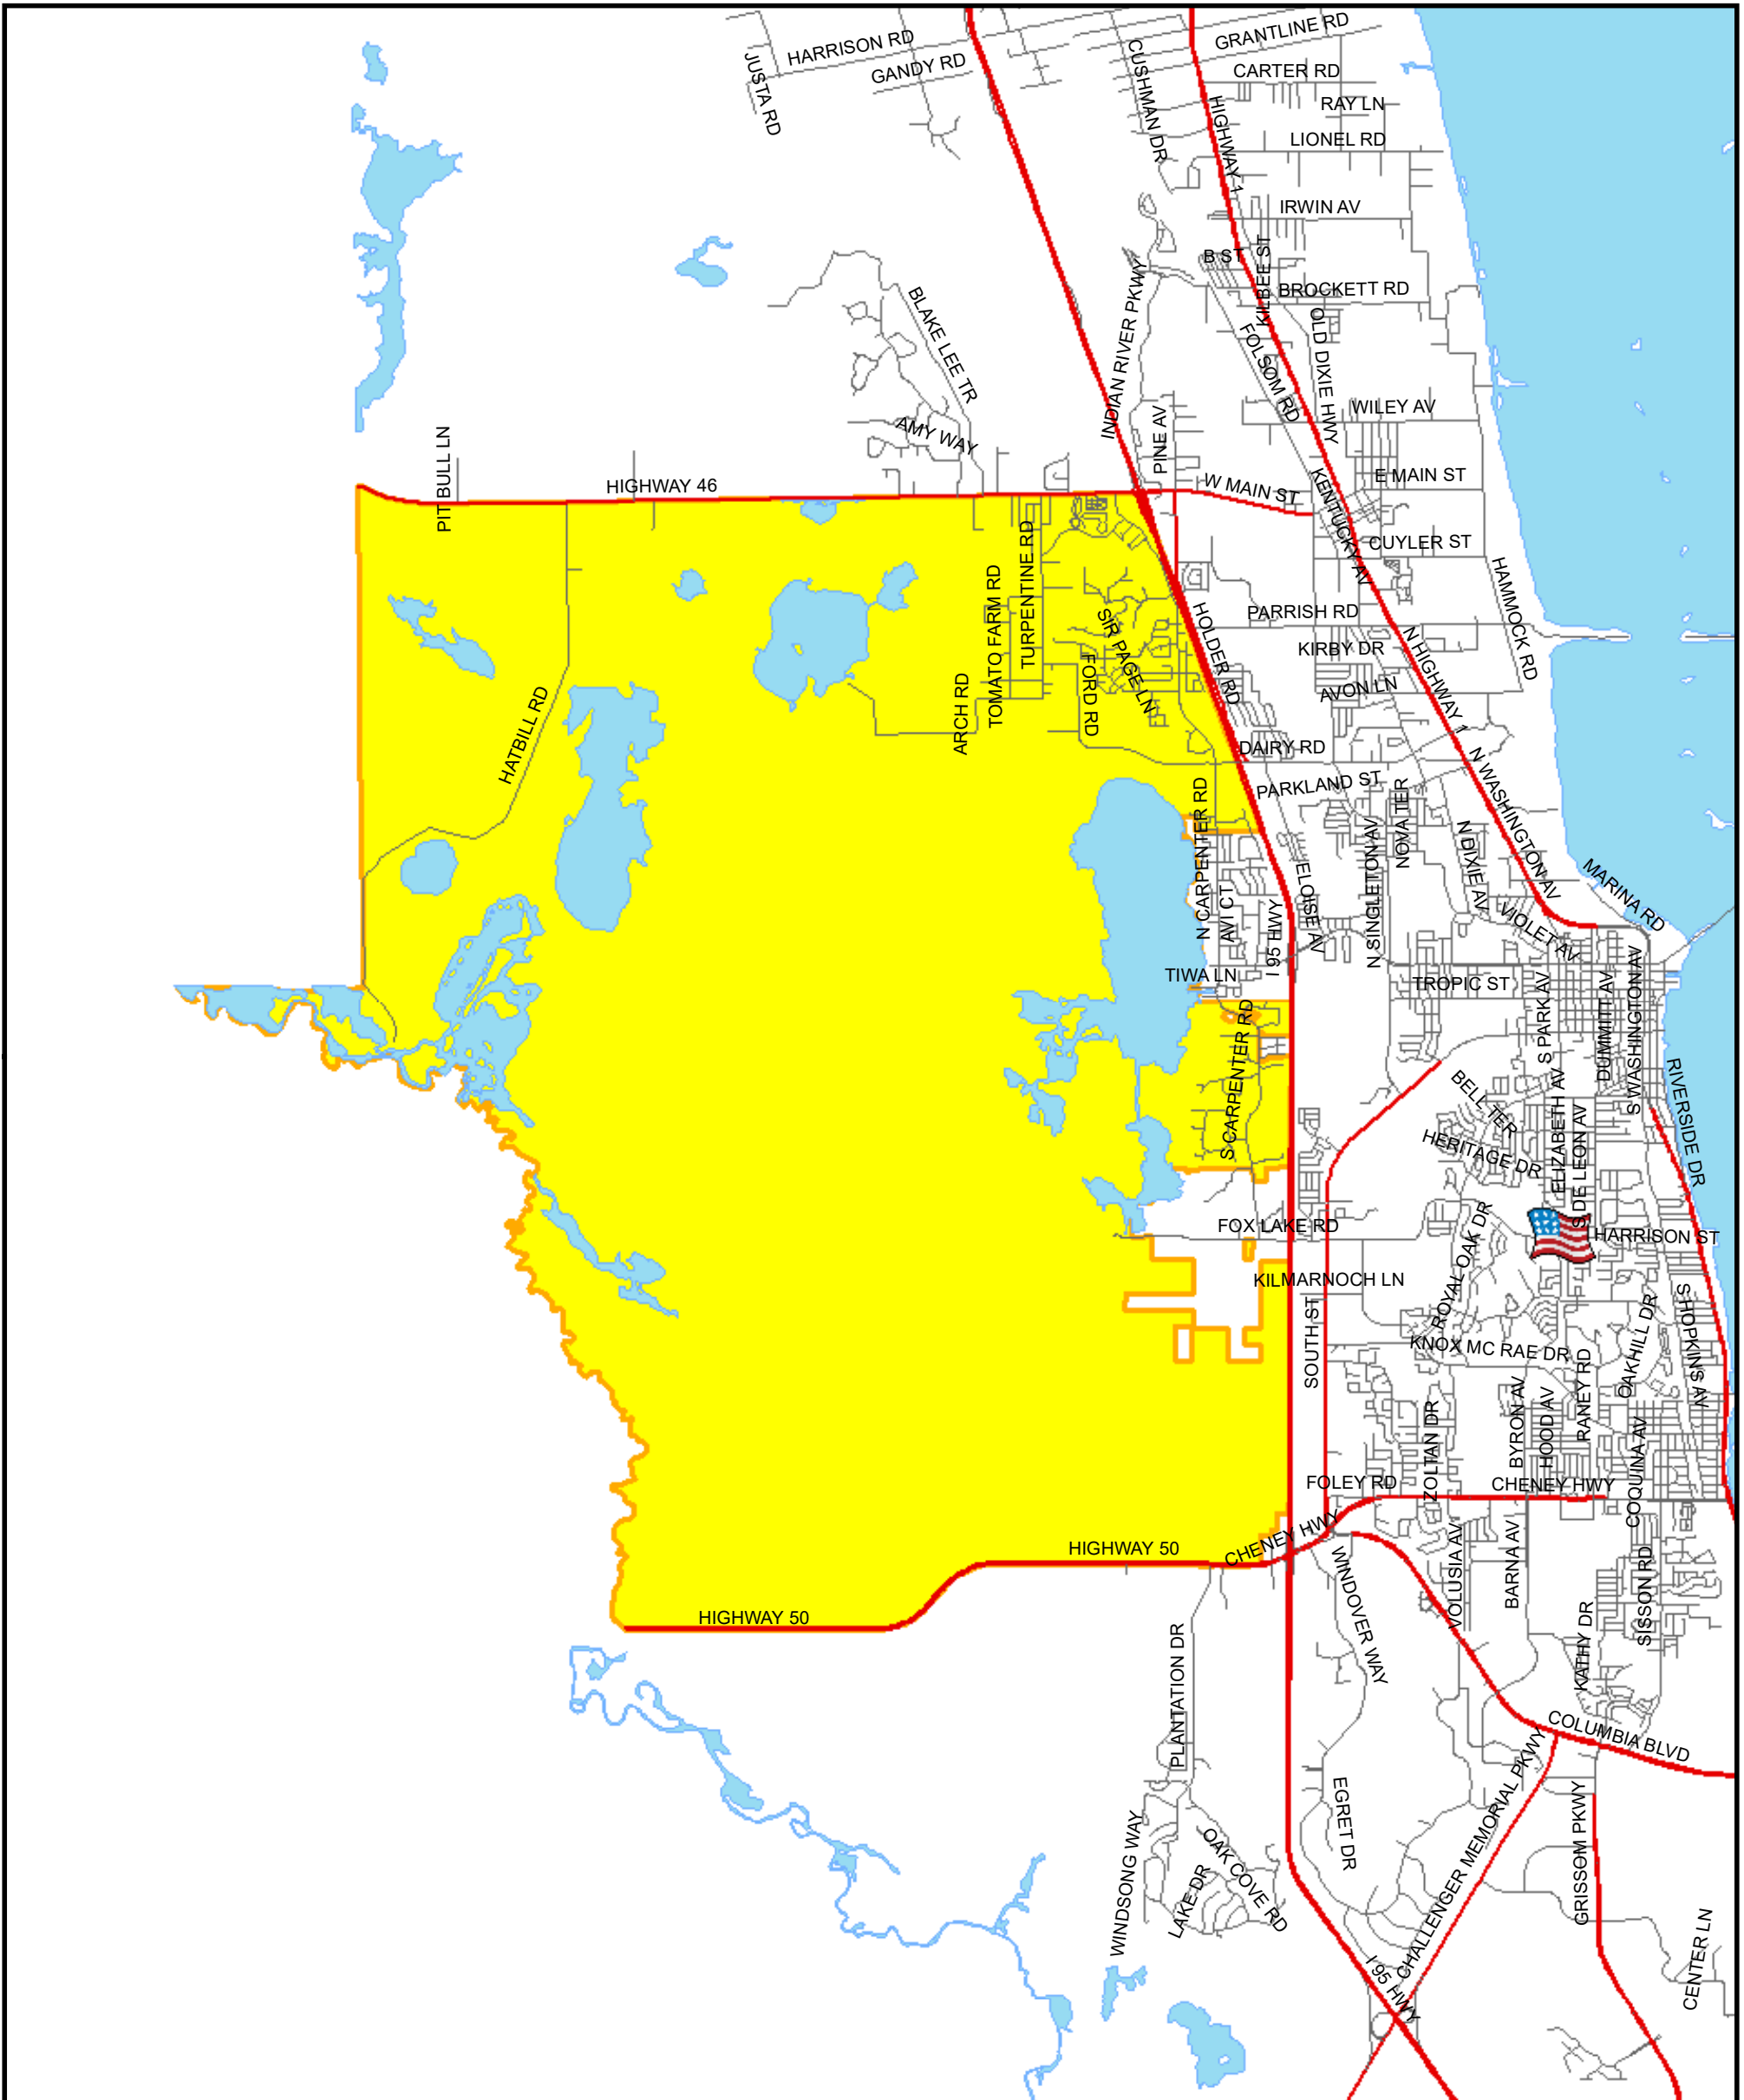 HARRISON RD
GANDY RD
JUSTA RD
CUSHMAN DR
GRANTLINE RD
CARTER RD
RAY LN
HIGHWAY 1
LIONEL RD
IRWIN AV
B ST
KILBEE ST
BROCKETT RD
INDIAN RIVER PKWY
BLAKE LEE TR
FOLSOM RD
OLD DIXIE HWY
WILEY AV
AMY WAY
PINE AV
PIT BULL LN
HIGHWAY 46
W MAIN ST
E MAIN ST
KENTUCKY AV
CUYLER ST
TURPENTINE RD
TOMATO FARM RD
HAMMOCK RD
HOLDER RD
PARRISH RD
SIR PAGE LN
KIRBY DR
N HIGHWAY 1
FORD RD
AVON LN
ARCH RD
HATBILL RD
DAIRY RD
PARKLAND ST
N CARPENTER RD
NOVA TER
N SINGLETON AV
N WASHINGTON AV
N DIXIE AV
ELOISE AV
MARINA RD
AVI CT
I 95 HWY
VIOLET AV
TIWA LN
TROPIC ST
S PARK AV
DUMMITT AV
S WASHINGTON AV
S CARPENTER RD
BELL TER
ELIZABETH AV
S DE LEON AV
RIVERSIDE DR
HERITAGE DR
FOX LAKE RD
ROYAL OAK DR
HARRISON ST
KILMARNOCH LN
SOUTH ST
KNOX MC RAE DR
OAKHILL DR
S HOPKINS AV
BYRON AV
HOOD AV
RANEY RD
ZOLTAN DR
COQUINA AV
FOLEY RD
CHENEY HWY
CHENEY HWY
HIGHWAY 50
HIGHWAY 50
WINDOVER WAY
VOLUSIA AV
BARNA AV
SISSON RD
KATHY DR
PLANTATION DR
COLUMBIA BLVD
CHALLENGER MEMORIAL PKWY
EGRET DR
GRISSOM PKWY
WINDSONG WAY
LAKE DR
OAK COVE RD
I 95 HWY
CENTER LN